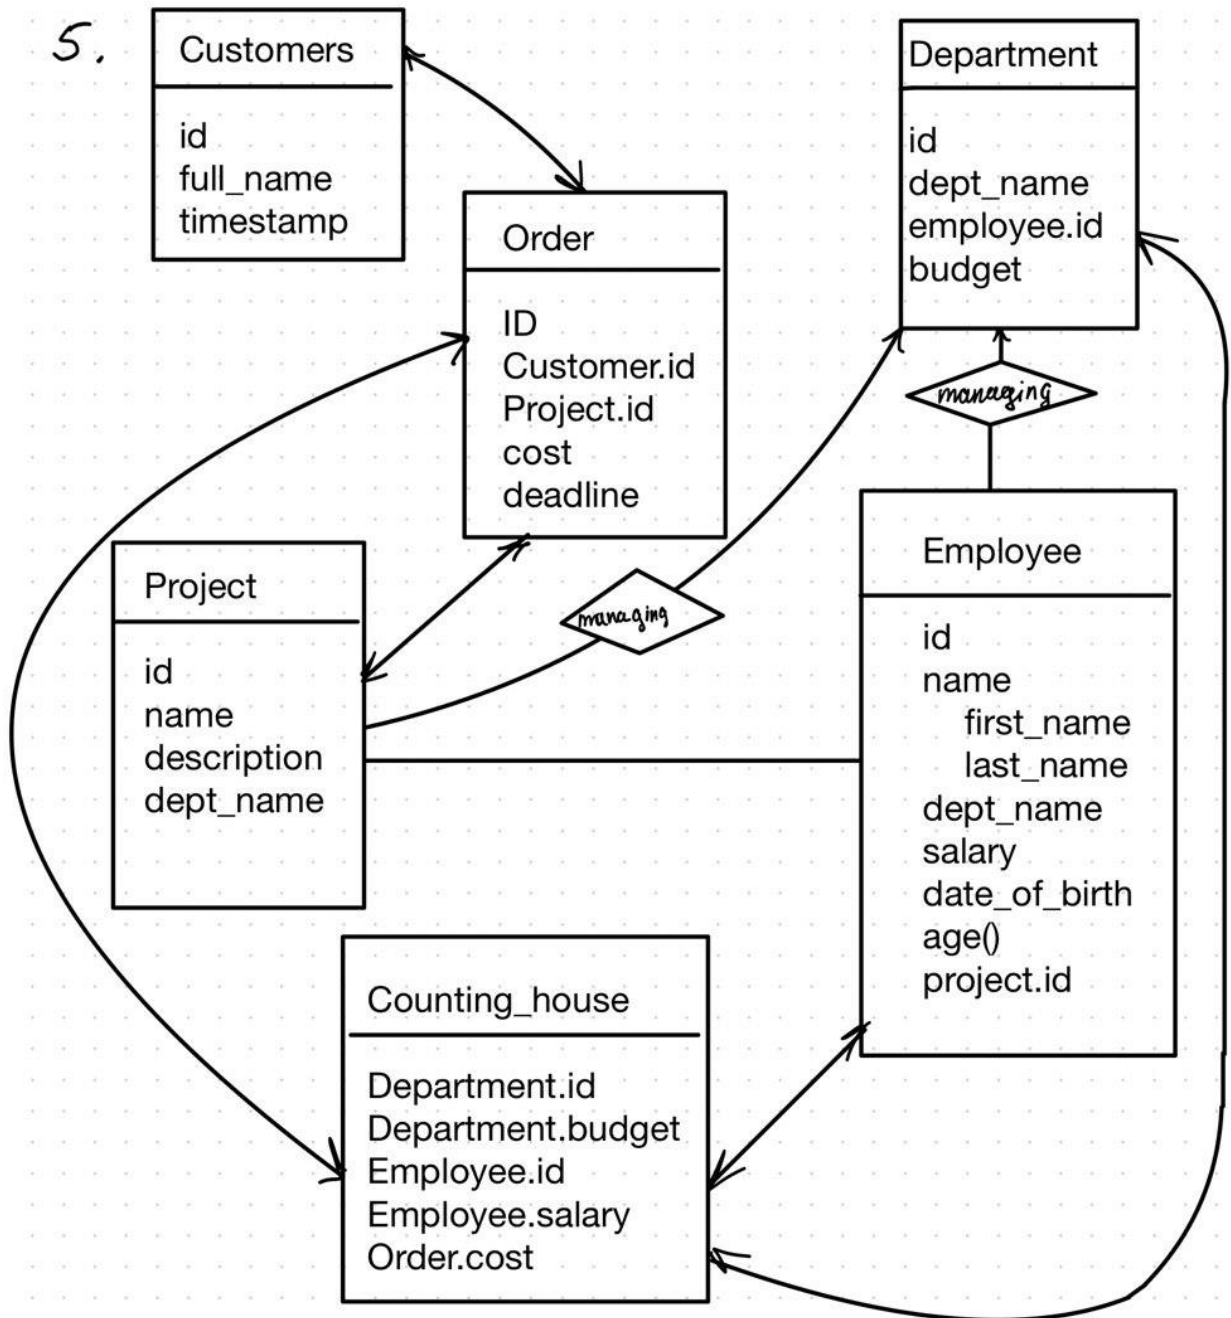 5.
Customers
id
full_name
timestamp
Order
ID
Customer.id
Project.id
cost
deadline
Department
id
dept_name
employee.id
budget
managing
managing
Project
id
name
description
dept_name
Employee
id
name
first_name
last_name
dept_name
salary
date_of_birth
age()
project.id
Counting_house
Department.id
Department.budget
Employee.id
Employee.salary
Order.cost